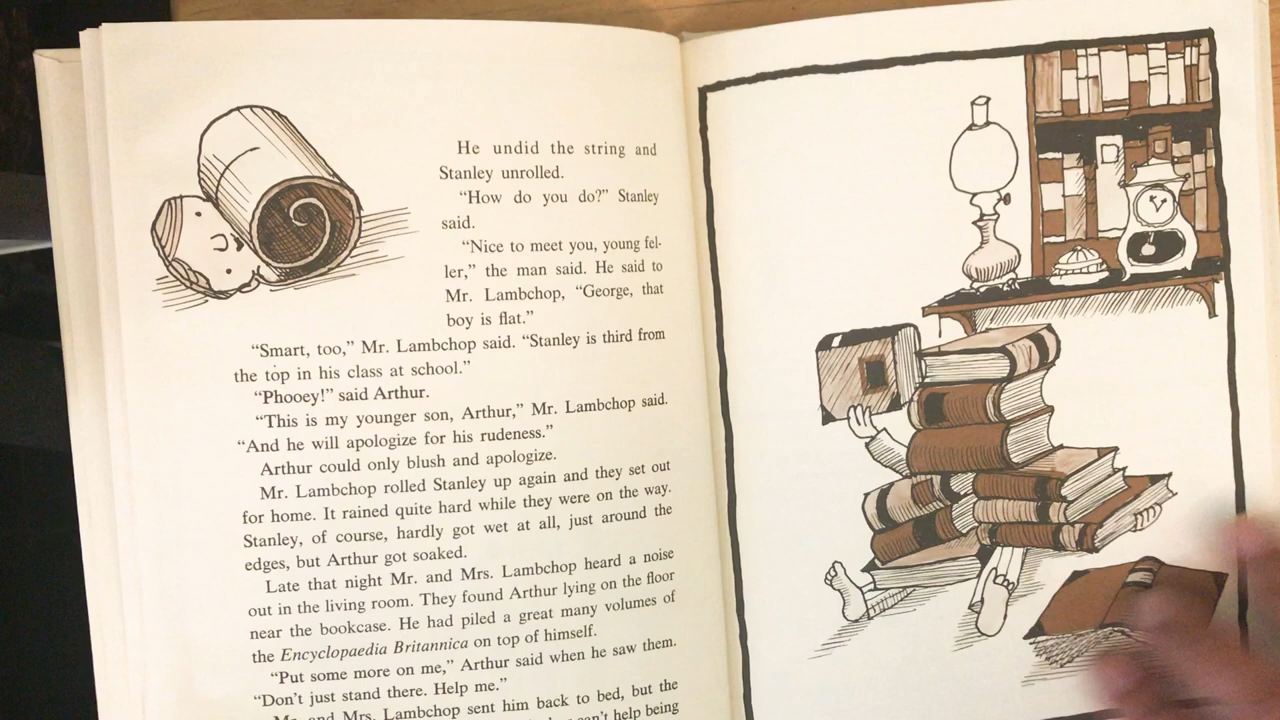 He undid the string and
Stanley unrolled.
“How do you do?” Stanley
said.
“Nice to meet you, young fel-
ler,” the man said. He said to
Mr. Lambchop, “George, that
boy is flat.”
“Smart, too,” Mr. Lambchop said. “Stanley is third from
the top in his class at school.”
“Phooey!” said Arthur.
“This is my younger son, Arthur,” Mr. Lambchop said.
“And he will apologize for his rudeness.”
Arthur could only blush and apologize.
Mr. Lambchop rolled Stanley up again and they set out
for home. It rained quite hard while they were on the way.
Stanley, of course, hardly got wet at all, just around the
edges, but Arthur got soaked.
Late that night Mr. and Mrs. Lambchop heard a noise
out in the living room. They found Arthur lying on the floor
near the bookcase. He had piled a great many volumes of
the Encyclopaedia Britannica on top of himself.
“Put some more on me,” Arthur said when he saw them.
“Don’t just stand there. Help me.”
Mr. and Mrs. Lambchop sent him back to bed, but the
can’t help being